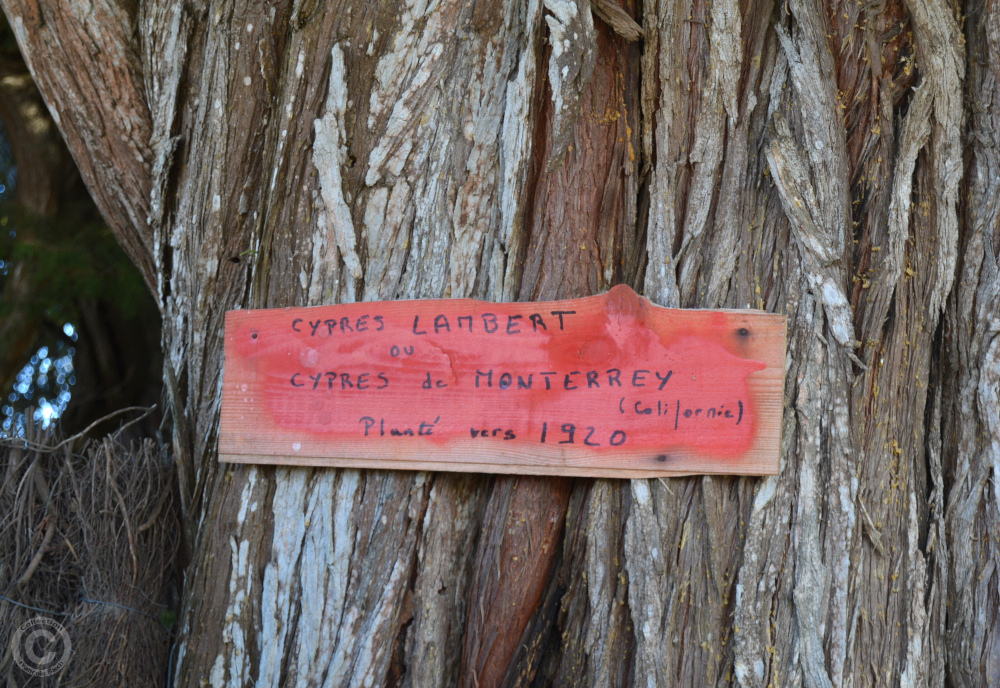 CYPRES LAMBERT
ou
CYPRES de MONTERREY
(Californie)
Planté vers 1920